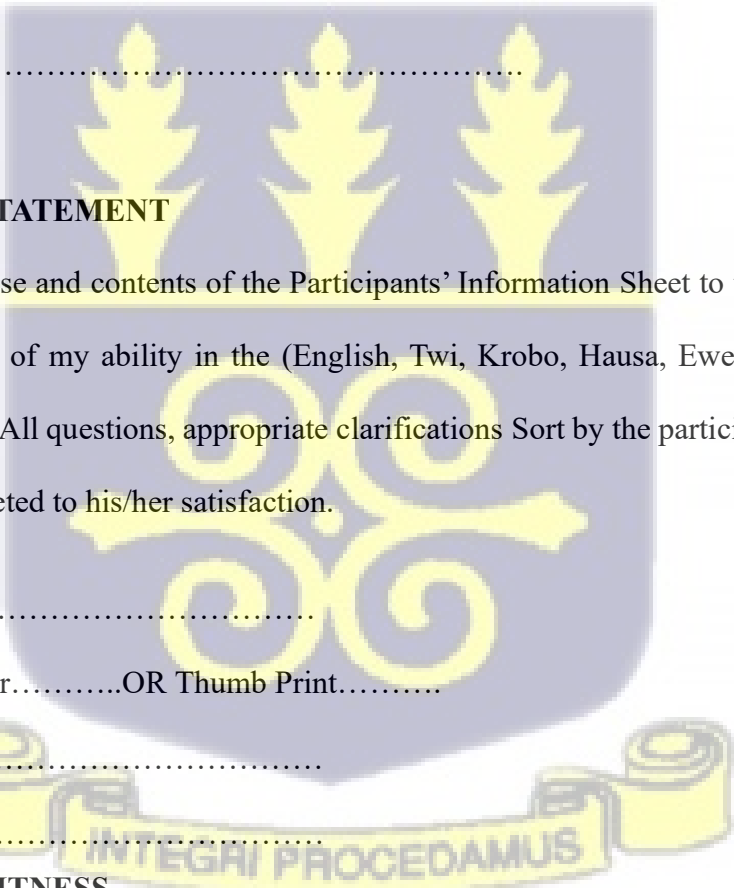 ……………………………………………….
TATEMENT
se and contents of the Participants’ Information Sheet to
of my ability in the (English, Twi, Krobo, Hausa, Ewe
All questions, appropriate clarifications Sort by the partici
eted to his/her satisfaction.
……………………………
r………..OR Thumb Print……….
……………………………
……………………………
INTEGRI PROCEDAMUS
ITNESS